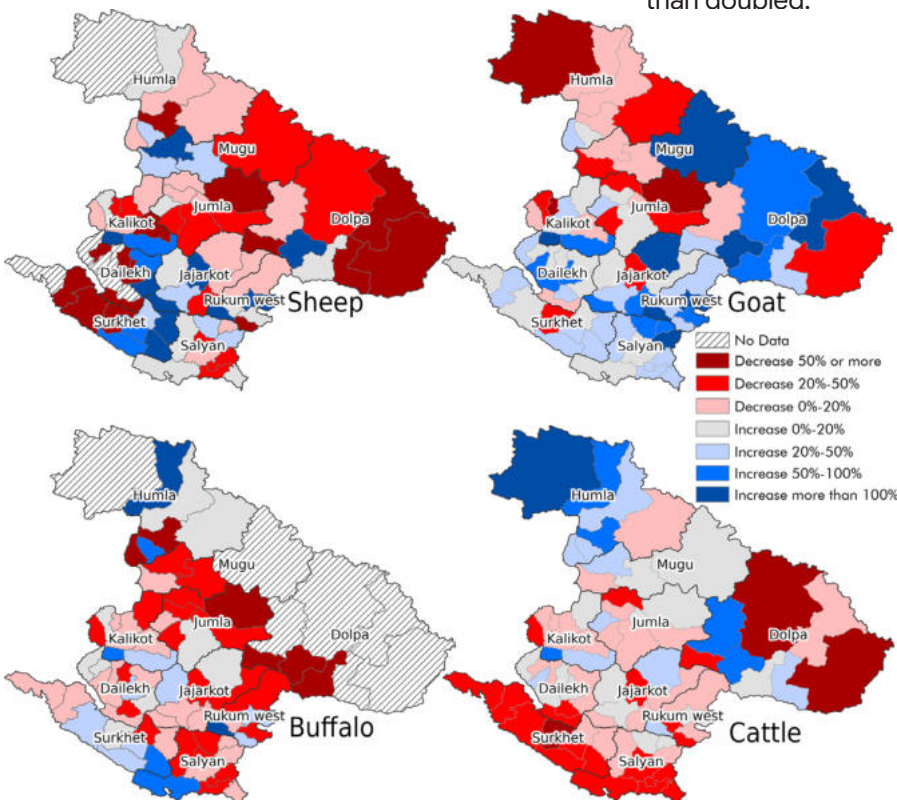 than doubled.
Humla
Mugu
Jumla
Dolpa
Kalikot
Dailekh
Jajarkot
Rukum west
Surkhet
Salyan
Sheep
Humla
Mugu
Jumla
Dolpa
Kalikot
Dailekh
Jajarkot
Rukum west
Surkhet
Salyan
Goat
No Data
Decrease 50% or more
Decrease 20%-50%
Decrease 0%-20%
Increase 0%-20%
Increase 20%-50%
Increase 50%-100%
Increase more than 100%
Humla
Mugu
Jumla
Dolpa
Kalikot
Dailekh
Jajarkot
Rukum west
Surkhet
Salyan
Buffalo
Humla
Mugu
Jumla
Dolpa
Kalikot
Dailekh
Jajarkot
Rukum west
Surkhet
Salyan
Cattle